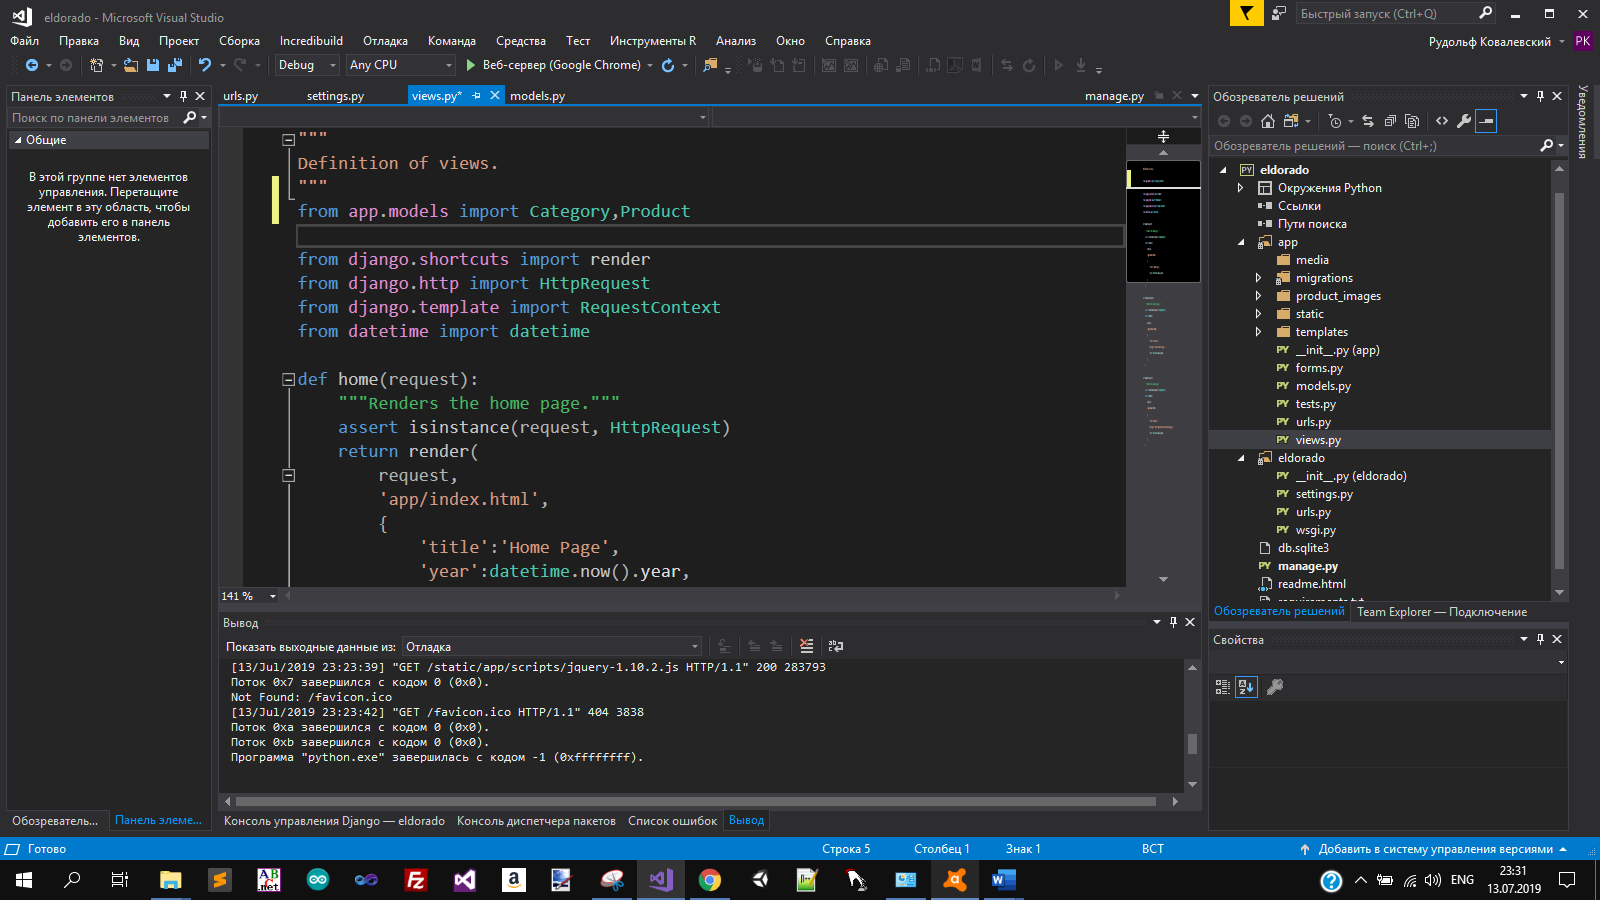 eldorado - Microsoft Visual Studio
Быстрый запуск (Ctrl+Q)
Файл Правка Вид Проект Сборка Incredibuild Отладка Команда Средства Тест Инструменты R Анализ Окно Справка
Рудольф Ковалевский РК
Debug Any CPU Веб-сервер (Google Chrome)
Панель элементов
Поиск по панели элементов
Общие
В этой группе нет элементов
управления. Перетащите
элемент в эту область, чтобы
добавить его в панель
элементов.
Обозреватель... Панель элеме...
urls.py settings.py views.py* models.py manage.py
"""
Definition of views.
"""
from app.models import Category,Product
from django.shortcuts import render
from django.http import HttpRequest
from django.template import RequestContext
from datetime import datetime
def home(request):
"""Renders the home page."""
assert isinstance(request, HttpRequest)
return render(
request,
'app/index.html',
{
'title':'Home Page',
'year':datetime.now().year,
141 %
Вывод
Показать выходные данные из: Отладка
[13/Jul/2019 23:23:39] "GET /static/app/scripts/jquery-1.10.2.js HTTP/1.1" 200 283793
Поток 0x7 завершился с кодом 0 (0x0).
Not Found: /favicon.ico
[13/Jul/2019 23:23:42] "GET /favicon.ico HTTP/1.1" 404 3838
Поток 0xa завершился с кодом 0 (0x0).
Поток 0xb завершился с кодом 0 (0x0).
Программа "python.exe" завершилась с кодом -1 (0xffffffff).
Консоль управления Django — eldorado Консоль диспетчера пакетов Список ошибок Вывод
Обозреватель решений
Обозреватель решений — поиск (Ctrl+;)
eldorado
Окружения Python
Ссылки
Пути поиска
app
media
migrations
product_images
static
templates
__init__.py (app)
forms.py
models.py
tests.py
urls.py
views.py
eldorado
__init__.py (eldorado)
settings.py
urls.py
wsgi.py
db.sqlite3
manage.py
readme.html
Обозреватель решений Team Explorer — Подключение
Свойства
Уведомления
Готово Строка 5 Столбец 1 Знак 1 ВСТ Добавить в систему управления версиями
ENG
23:31
13.07.2019